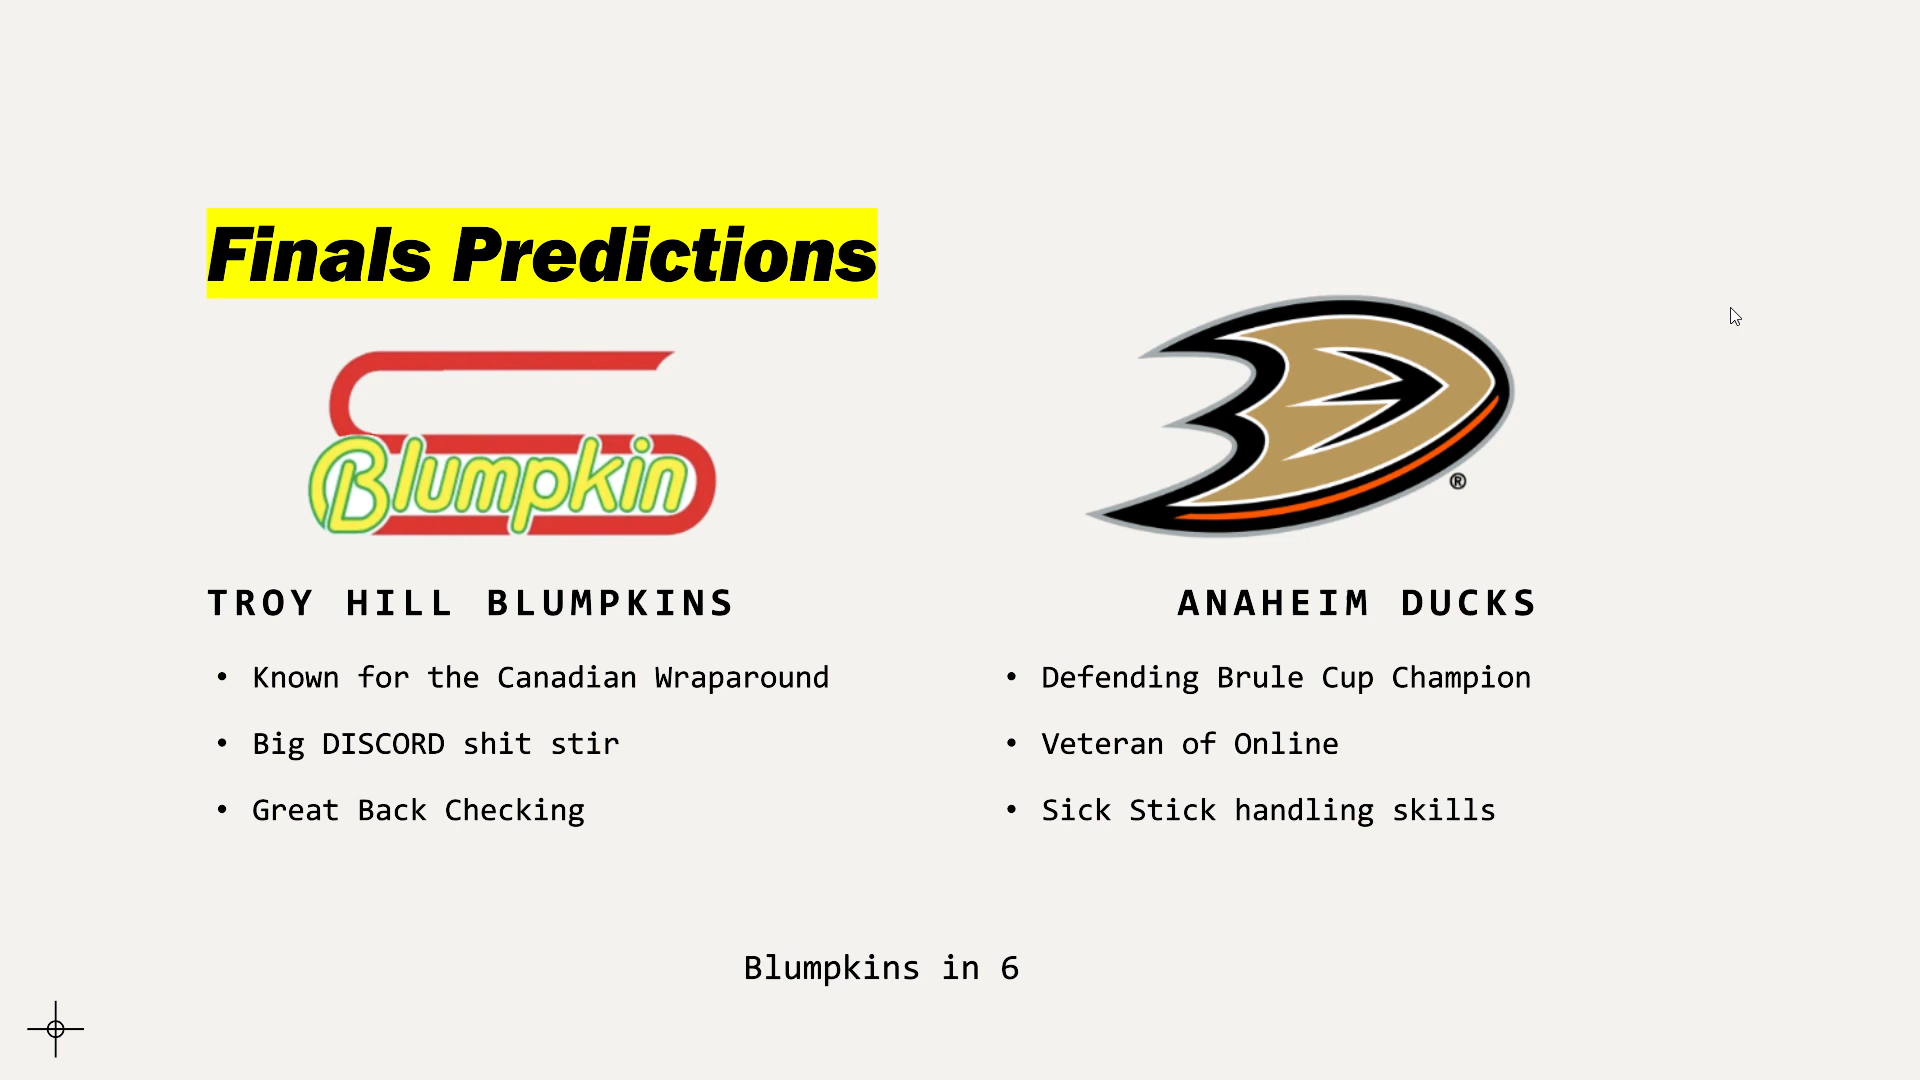 Finals Predictions
Blumpkin
®
TROY HILL BLUMPKINS
• Known for the Canadian Wraparound
• Big DISCORD shit stir
• Great Back Checking
ANAHEIM DUCKS
• Defending Brule Cup Champion
• Veteran of Online
• Sick Stick handling skills
Blumpkins in 6